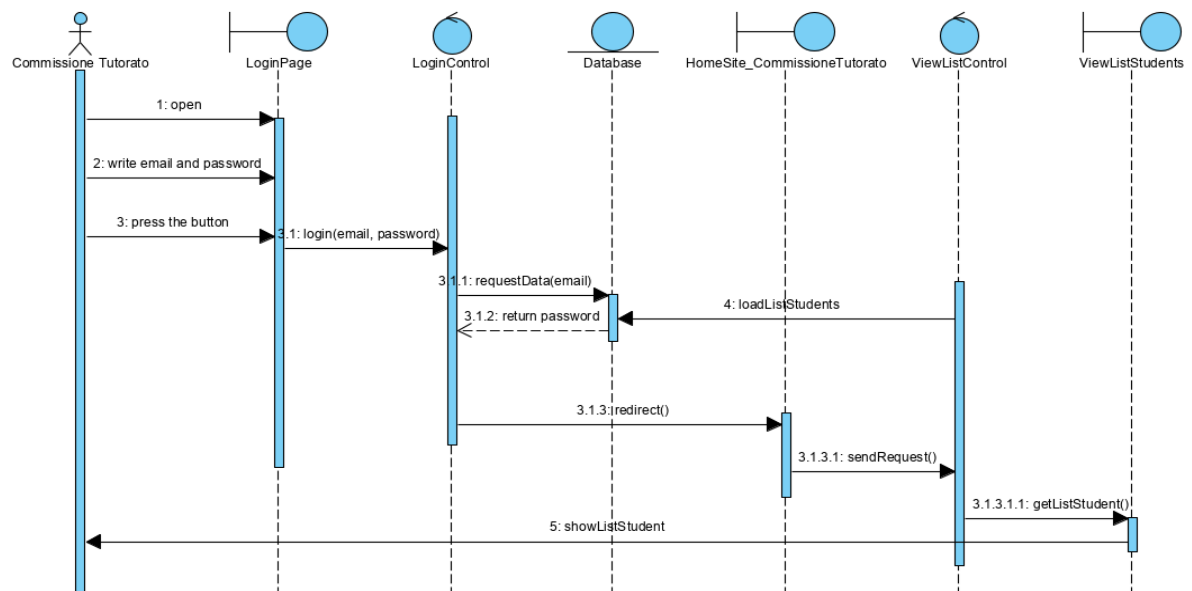 Commissione Tutorato
LoginPage
LoginControl
Database
HomeSite_CommissioneTutorato
ViewListControl
ViewListStudents
1: open
2: write email and password
3: press the button
3.1: login(email, password)
3.1.1: requestData(email)
4: loadListStudents
3.1.2: return password
3.1.3: redirect()
3.1.3.1: sendRequest()
3.1.3.1.1: getListStudent()
5: showListStudent